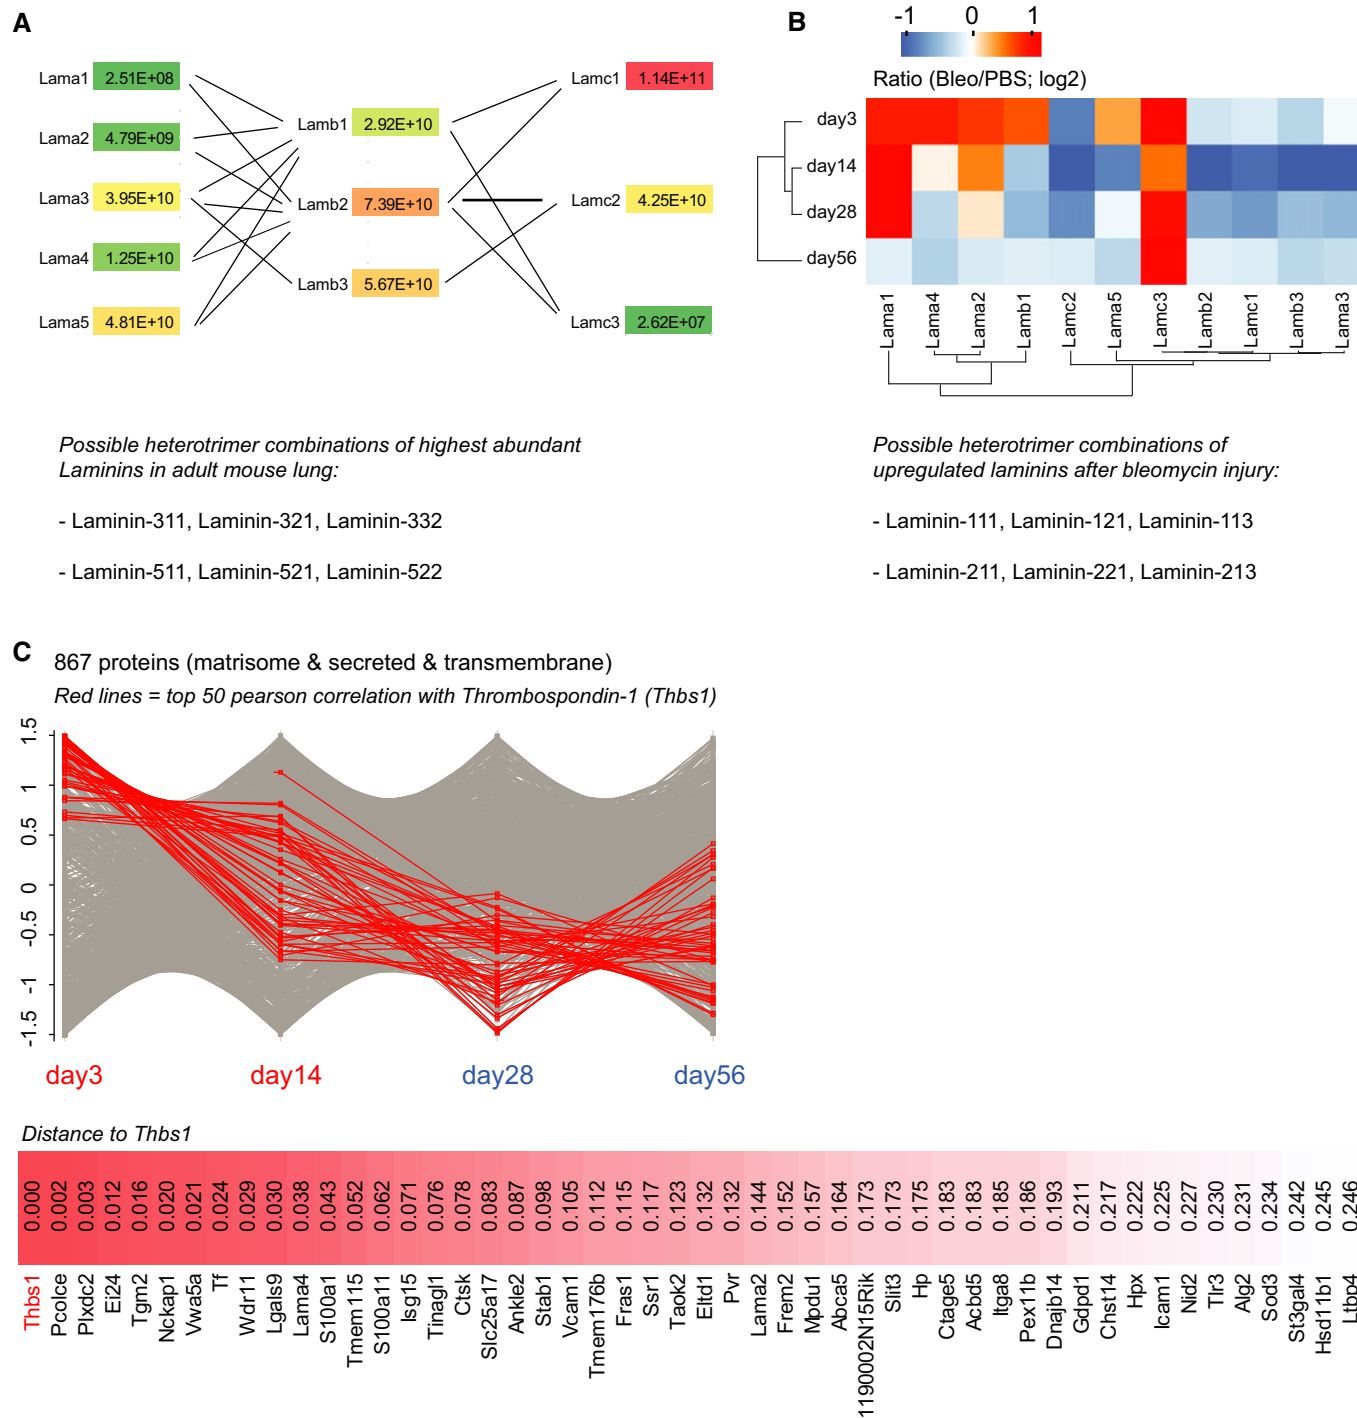 A
Lama1 2.51E+08
Lama2 4.79E+09
Lama3 3.95E+10
Lama4 1.25E+10
Lama5 4.81E+10
Lamb1 2.92E+10
Lamb2 7.39E+10
Lamb3 5.67E+10
Lamc1 1.14E+11
Lamc2 4.25E+10
Lamc3 2.62E+07
Possible heterotrimer combinations of highest abundant
Laminins in adult mouse lung:
- Laminin-311, Laminin-321, Laminin-332
- Laminin-511, Laminin-521, Laminin-522
B
-1 0 1
Ratio (Bleo/PBS; log2)
day3
day14
day28
day56
Lama1
Lama4
Lama2
Lamb1
Lamc2
Lama5
Lamc3
Lamb2
Lamc1
Lamb3
Lama3
Possible heterotrimer combinations of
upregulated laminins after bleomycin injury:
- Laminin-111, Laminin-121, Laminin-113
- Laminin-211, Laminin-221, Laminin-213
C
867 proteins (matrisome & secreted & transmembrane)
Red lines = top 50 pearson correlation with Thrombospondin-1 (Thbs1)
1.5
1
0.5
0
-0.5
-1
-1.5
day3 day14 day28 day56
Distance to Thbs1
0.000
0.002
0.003
0.012
0.016
0.020
0.021
0.024
0.029
0.030
0.038
0.043
0.052
0.062
0.071
0.076
0.078
0.083
0.087
0.098
0.105
0.112
0.115
0.117
0.123
0.132
0.132
0.144
0.152
0.157
0.164
0.173
0.173
0.175
0.183
0.183
0.185
0.186
0.193
0.211
0.217
0.222
0.225
0.227
0.230
0.231
0.234
0.242
0.245
0.246
Thbs1
Pcolce
Plxdc2
Ei24
Tgm2
Nckap1
Vwa5a
Tf
Wdr11
Lgals9
Lama4
S100a1
Tmem115
S100a11
Isg15
Tinagl1
Ctsk
Slc25a17
Ankle2
Stab1
Vcam1
Tmem176b
Fras1
Ssr1
Taok2
Eltd1
Pvr
Lama2
Frem2
Mpdu1
Abca5
1190002N15Rik
Slit3
Hp
Ctage5
Acbd5
Itga8
Pex11b
Dnajb14
Gdpd1
Chst14
Hpx
Icam1
Nid2
Tlr3
Alg2
Sod3
St3gal4
Hsd11b1
Ltbp4